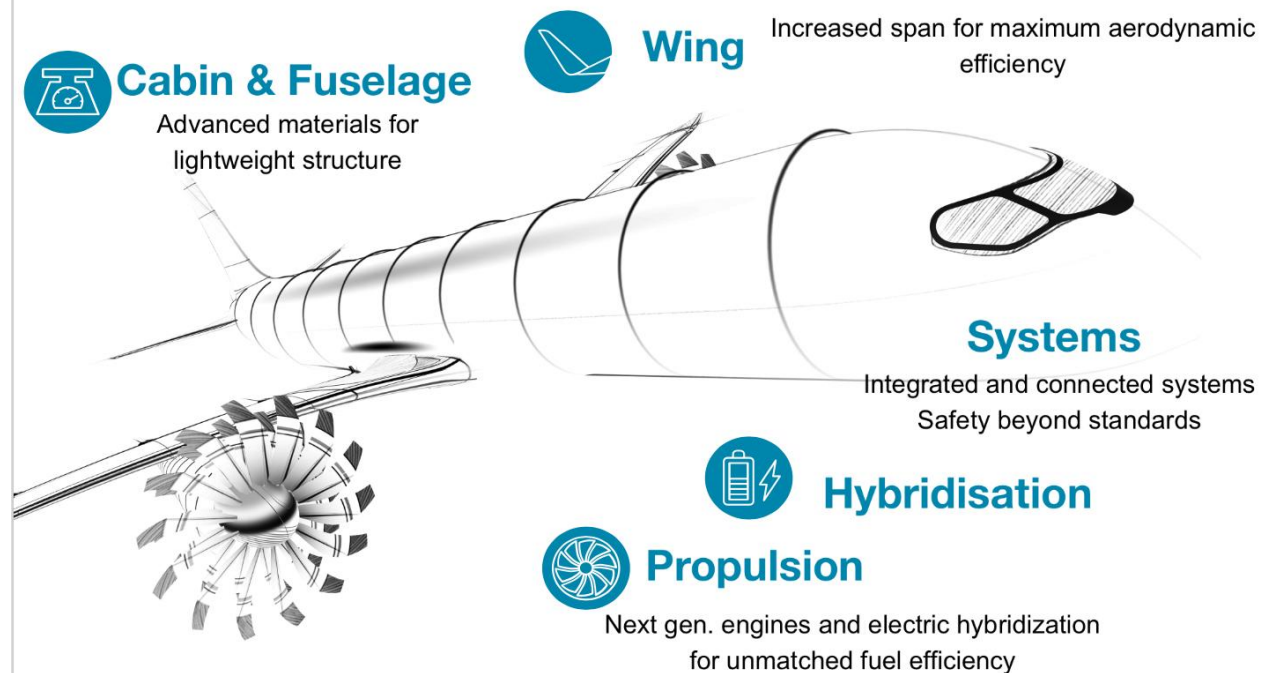 Cabin & Fuselage
Advanced materials for
lightweight structure
Wing
Increased span for maximum aerodynamic
efficiency
Systems
Integrated and connected systems
Safety beyond standards
Hybridisation
Propulsion
Next gen. engines and electric hybridization
for unmatched fuel efficiency